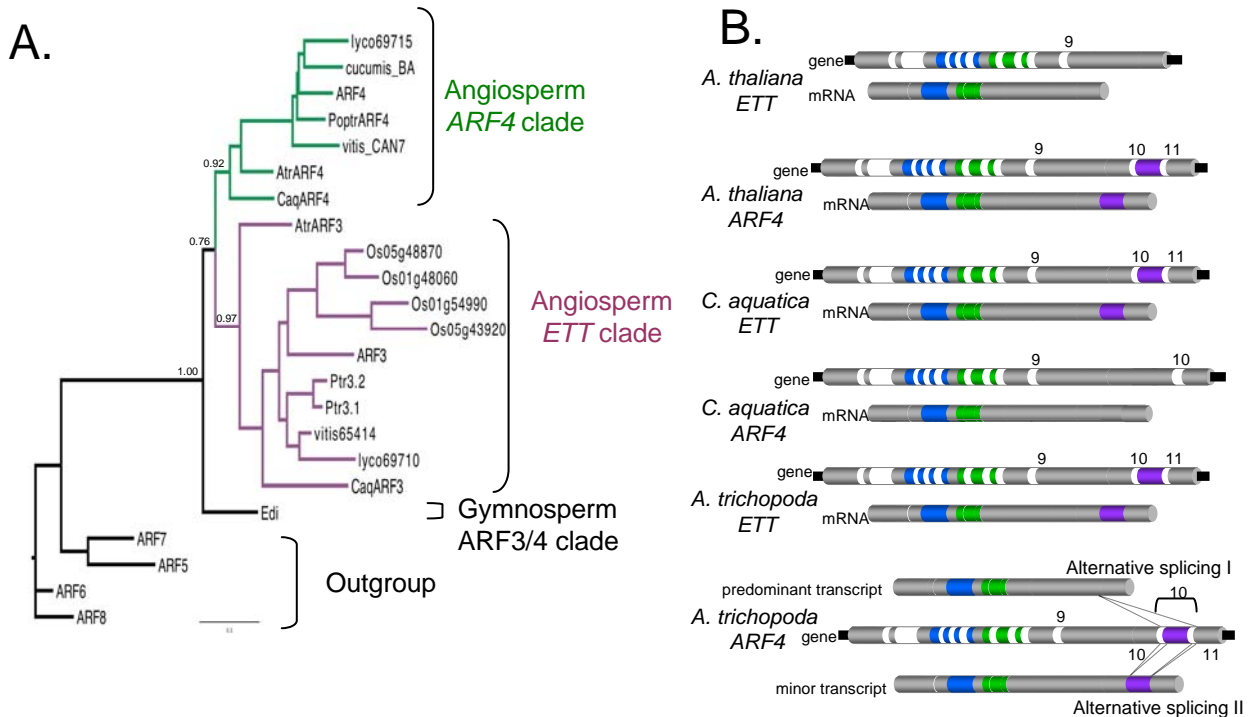 A.
lyco69715
cucumis_BA
ARF4
PoptrARF4
vitis_CAN7
AtrARF4
CaqARF4
AtrARF3
Os05g48870
Os01g48060
Os01g54990
Os05g43920
ARF3
Ptr3.2
Ptr3.1
vitis65414
lyco69710
CaqARF3
Edi
ARF7
ARF5
ARF6
ARF8
0.92
0.76
0.97
1.00
Angiosperm
ARF4 clade
Angiosperm
ETT clade
Gymnosperm
ARF3/4 clade
Outgroup
B.
9
gene
A. thaliana
ETT
mRNA
9 10 11
gene
A. thaliana
ARF4
mRNA
9 10 11
gene
C. aquatica
ETT
mRNA
9 10
gene
C. aquatica
ARF4
mRNA
9 10 11
gene
A. trichopoda
ETT
mRNA
Alternative splicing I
predominant transcript
10
9
A. trichopoda
ARF4
gene
10 11
minor transcript
Alternative splicing II